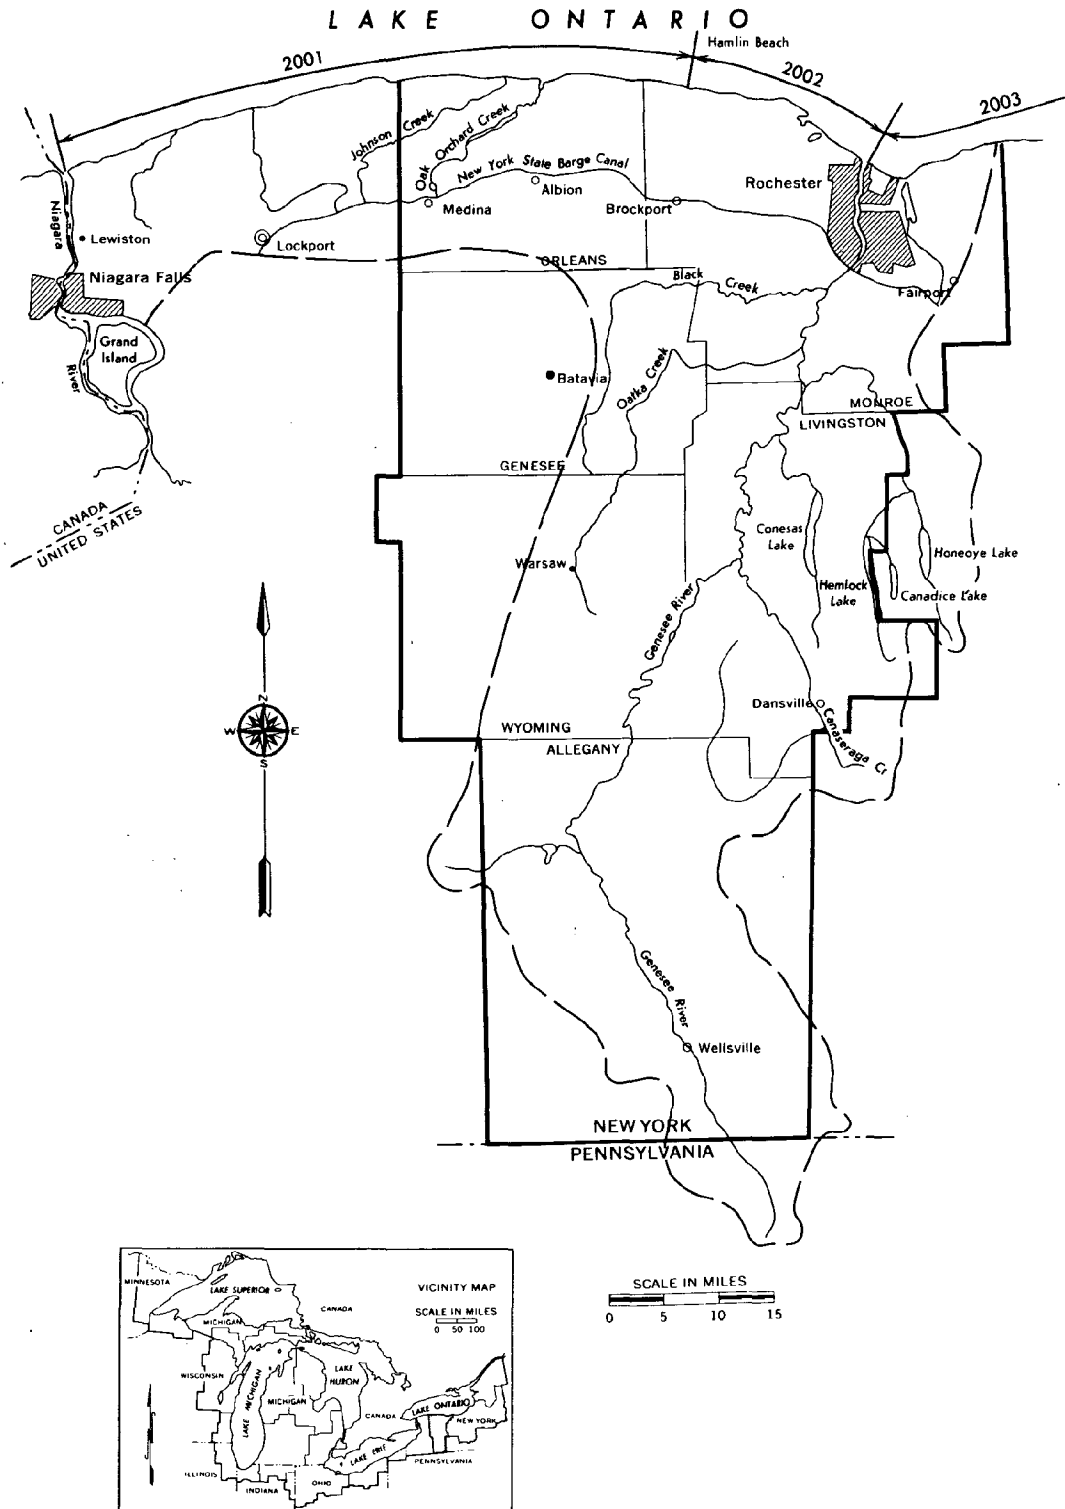 LAKE ONTARIO
Hamlin Beach
2001
2002
2003
Johnson Creek
Oak Orchard Creek
New York State Barge Canal
Albion
Medina
Brockport
Rochester
Niagara
Lewiston
Lockport
Niagara Falls
ORLEANS
Black Creek
Fairport
Grand
Island
River
Batavia
Oatka Creek
MONROE
LIVINGSTON
GENESEE
CANADA
UNITED STATES
Conesas
Lake
Honeoye Lake
Warsaw
Hemlock
Lake
Canadice Lake
Genesee River
N
W
E
S
Dansville
Canaseraga Cr
WYOMING
ALLEGANY
Genesee River
Wellsville
NEW YORK
PENNSYLVANIA
SCALE IN MILES
0 5 10 15
VICINITY MAP
SCALE IN MILES
0 50 100
MINNESOTA
LAKE SUPERIOR
CANADA
MICHIGAN
WISCONSIN
LAKE MICHIGAN
MICHIGAN
LAKE
HURON
CANADA
LAKE ONTARIO
NEW YORK
LAKE ERIE
PENNSYLVANIA
ILLINOIS
INDIANA
OHIO